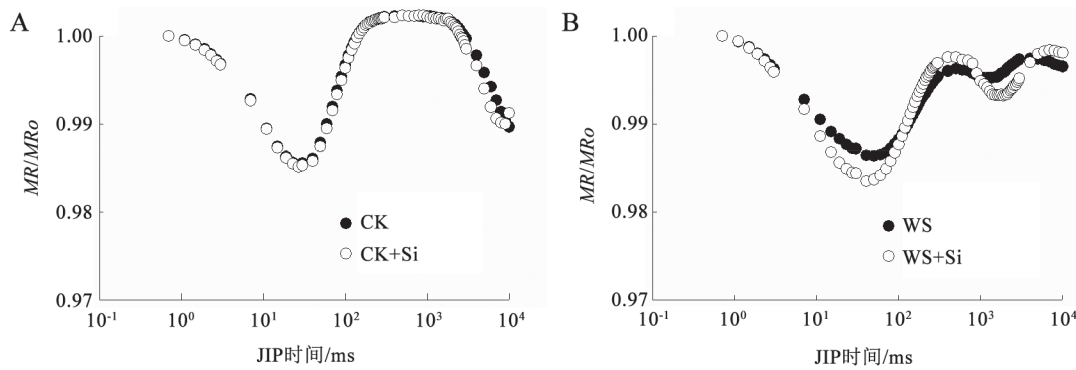 A
MR/MRo
1.00
0.99
0.98
0.97
CK
CK+Si
10⁻¹ 10⁰ 10¹ 10² 10³ 10⁴
JIP时间/ms
B
MR/MRo
1.00
0.99
0.98
0.97
WS
WS+Si
10⁻¹ 10⁰ 10¹ 10² 10³ 10⁴
JIP时间/ms